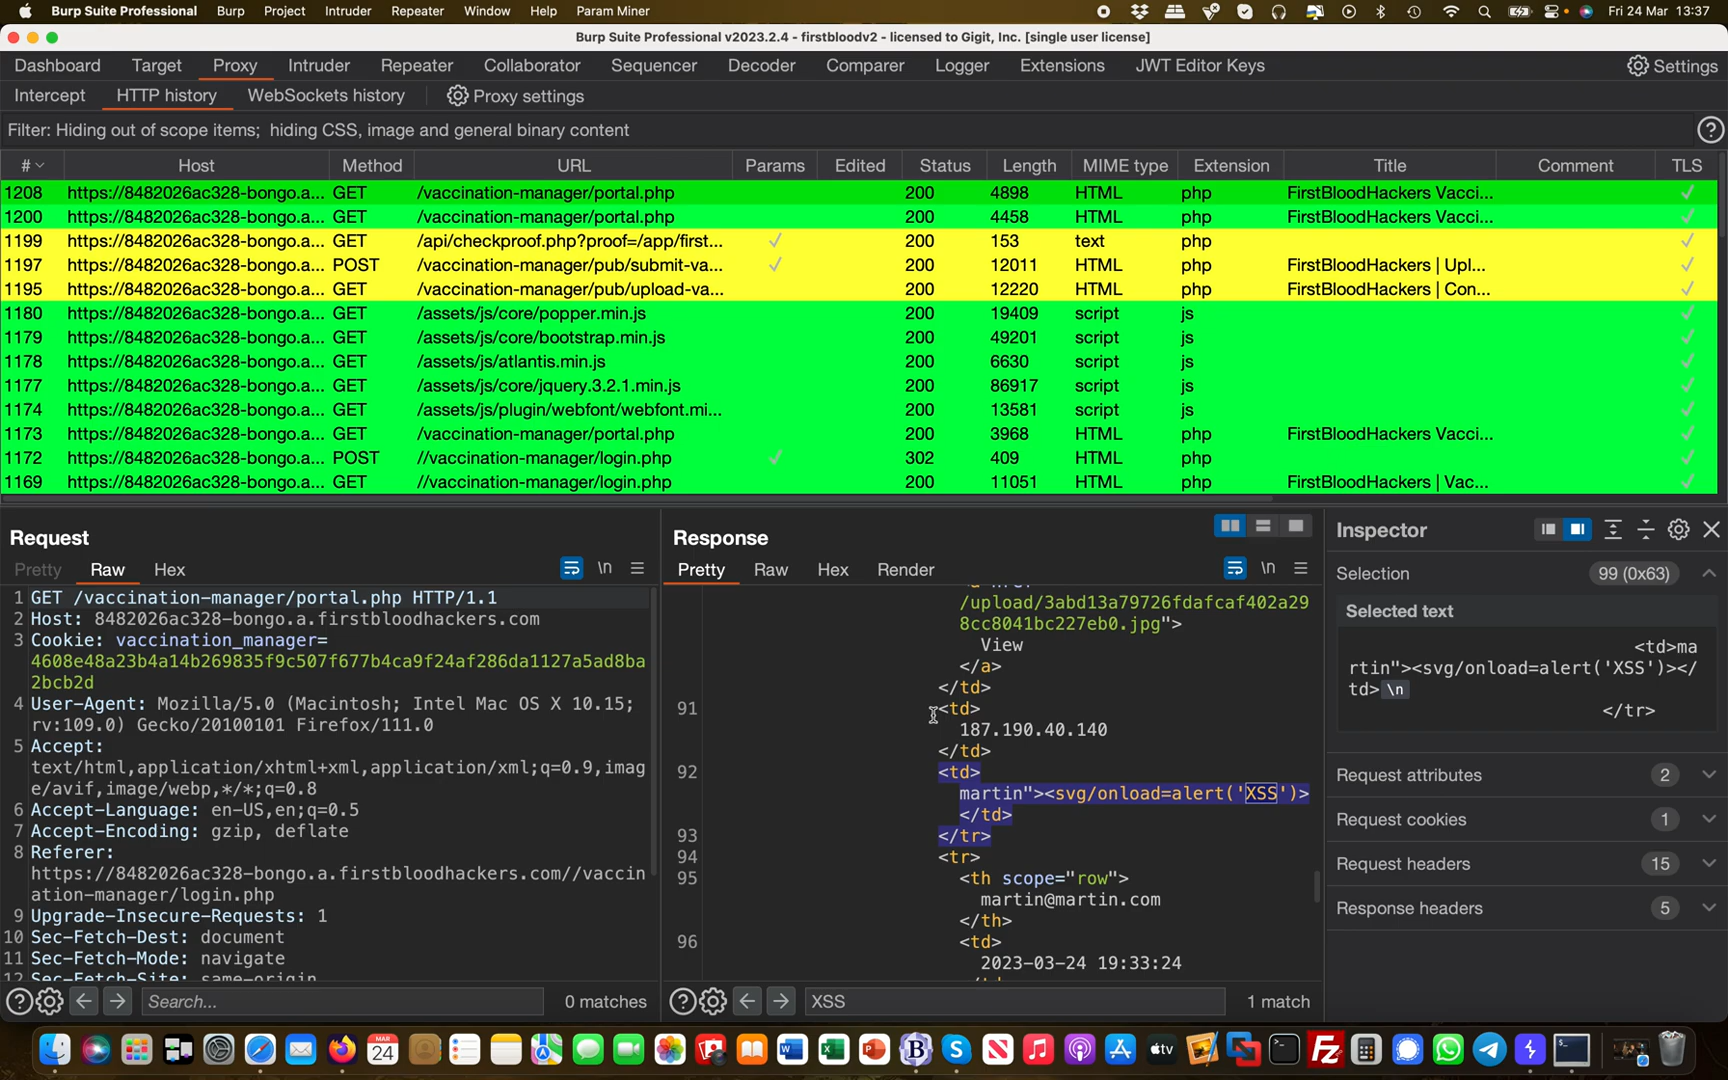 Burp Suite Professional Burp Project Intruder Repeater Window Help Param Miner Fri 24 Mar 13:37
Burp Suite Professional v2023.2.4 - firstbloodv2 - licensed to Gigit, Inc. [single user license]
Dashboard Target Proxy Intruder Repeater Collaborator Sequencer Decoder Comparer Logger Extensions JWT Editor Keys Settings
Intercept HTTP history WebSockets history Proxy settings
Filter: Hiding out of scope items; hiding CSS, image and general binary content
# Host Method URL Params Edited Status Length MIME type Extension Title Comment TLS
1208 https://8482026ac328-bongo.a... GET /vaccination-manager/portal.php 200 4898 HTML php FirstBloodHackers Vacci... ✓
1200 https://8482026ac328-bongo.a... GET /vaccination-manager/portal.php 200 4458 HTML php FirstBloodHackers Vacci... ✓
1199 https://8482026ac328-bongo.a... GET /api/checkproof.php?proof=/app/first... ✓ 200 153 text php ✓
1197 https://8482026ac328-bongo.a... POST /vaccination-manager/pub/submit-va... ✓ 200 12011 HTML php FirstBloodHackers | Upl... ✓
1195 https://8482026ac328-bongo.a... GET /vaccination-manager/pub/upload-va... 200 12220 HTML php FirstBloodHackers | Con... ✓
1180 https://8482026ac328-bongo.a... GET /assets/js/core/popper.min.js 200 19409 script js ✓
1179 https://8482026ac328-bongo.a... GET /assets/js/core/bootstrap.min.js 200 49201 script js ✓
1178 https://8482026ac328-bongo.a... GET /assets/js/atlantis.min.js 200 6630 script js ✓
1177 https://8482026ac328-bongo.a... GET /assets/js/core/jquery.3.2.1.min.js 200 86917 script js ✓
1174 https://8482026ac328-bongo.a... GET /assets/js/plugin/webfont/webfont.mi... 200 13581 script js ✓
1173 https://8482026ac328-bongo.a... GET /vaccination-manager/portal.php 200 3968 HTML php FirstBloodHackers Vacci... ✓
1172 https://8482026ac328-bongo.a... POST //vaccination-manager/login.php ✓ 302 409 HTML php ✓
1169 https://8482026ac328-bongo.a... GET //vaccination-manager/login.php 200 11051 HTML php FirstBloodHackers | Vac... ✓
Request
Pretty Raw Hex \n
1 GET /vaccination-manager/portal.php HTTP/1.1
2 Host: 8482026ac328-bongo.a.firstbloodhackers.com
3 Cookie: vaccination_manager=
4608e48a23b4a14b269835f9c507f677b4ca9f24af286da1127a5ad8ba
2bcb2d
4 User-Agent: Mozilla/5.0 (Macintosh; Intel Mac OS X 10.15;
rv:109.0) Gecko/20100101 Firefox/111.0
5 Accept:
text/html,application/xhtml+xml,application/xml;q=0.9,imag
e/avif,image/webp,*/*;q=0.8
6 Accept-Language: en-US,en;q=0.5
7 Accept-Encoding: gzip, deflate
8 Referer:
https://8482026ac328-bongo.a.firstbloodhackers.com//vaccin
ation-manager/login.php
9 Upgrade-Insecure-Requests: 1
10 Sec-Fetch-Dest: document
11 Sec-Fetch-Mode: navigate
12 Sec-Fetch-Site: same-origin
Search... 0 matches
Response
Pretty Raw Hex Render \n
<a href=
/upload/3abd13a79726fdafcaf402a29
8cc8041bc227eb0.jpg">
View
</a>
</td>
91 <td>
187.190.40.140
</td>
92 <td>
martin"><svg/onload=alert('XSS')>
</td>
93 </tr>
94 <tr>
95 <th scope="row">
martin@martin.com
</th>
96 <td>
2023-03-24 19:33:24
XSS 1 match
Inspector
Selection 99 (0x63)
Selected text
<td>ma
rtin"><svg/onload=alert('XSS')></
td> \n
</tr>
Request attributes 2
Request cookies 1
Request headers 15
Response headers 5
MAR
24
tv